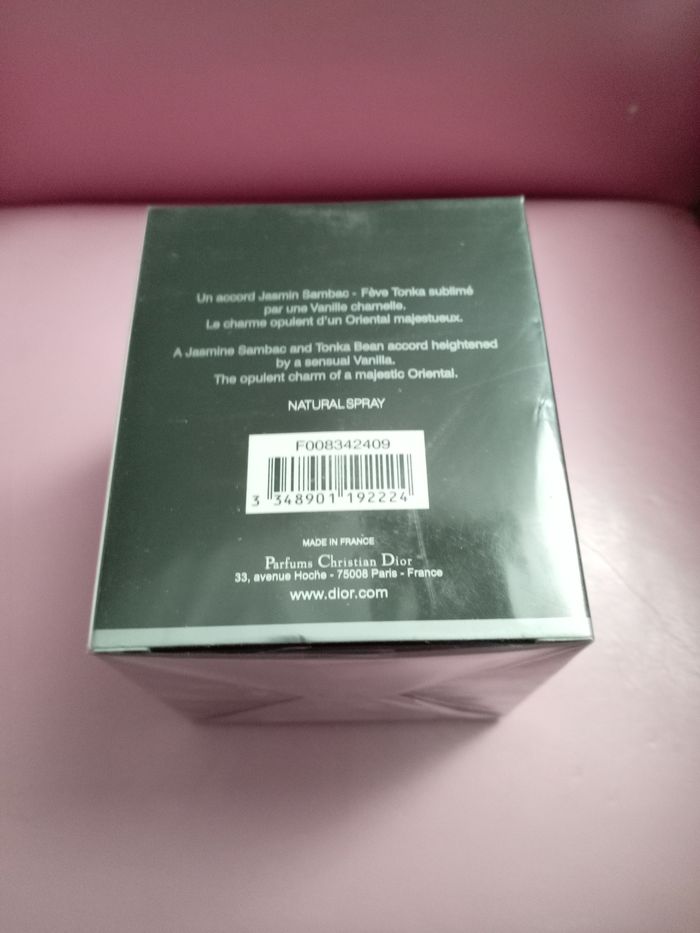 Un accord Jasmin Sambac - Fève Tonka sublimé
par une Vanille charnelle.
Le charme opulent d'un Oriental majestueux.
A Jasmine Sambac and Tonka Bean accord heightened
by a sensual Vanilla.
The opulent charm of a majestic Oriental.
NATURAL SPRAY
F008342409
3 348901 192224
MADE IN FRANCE
Parfums Christian Dior
33, avenue Hoche - 75008 Paris - France
www.dior.com